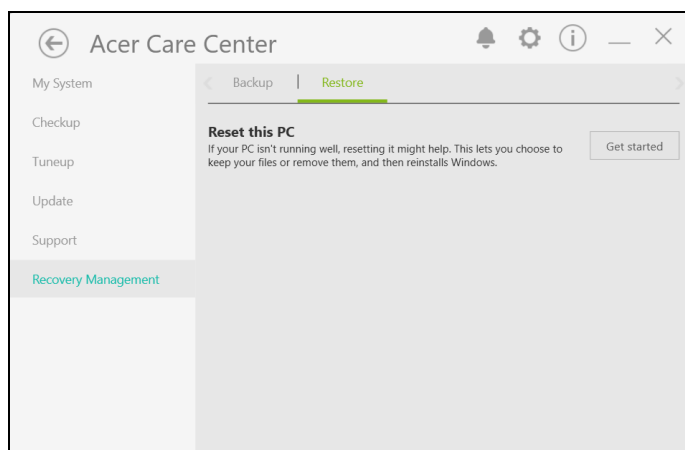 Acer Care Center
My System
Checkup
Tuneup
Update
Support
Recovery Management
Backup | Restore
Reset this PC
If your PC isn't running well, resetting it might help. This lets you choose to
keep your files or remove them, and then reinstalls Windows.
Get started